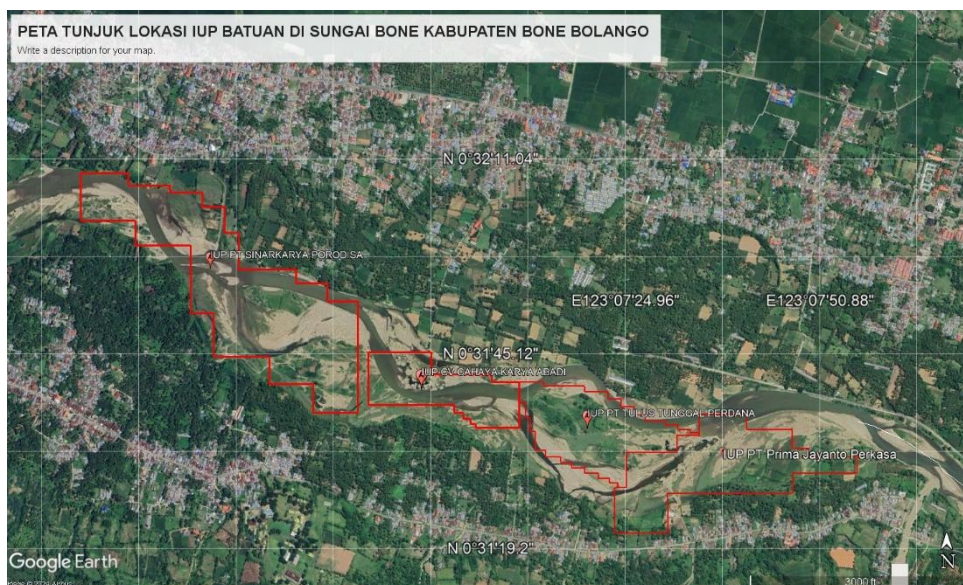 PETA TUNJUK LOKASI IUP BATUAN DI SUNGAI BONE KABUPATEN BONE BOLANGO
Write a description for your map.
N 0°32'11.04"
IUP PT SINARKARYA POROD SA...
E123°07'24.96"
E123°07'50.88"
N 0°31'45.12"
IUP CV CAHAYA KARYA ABADI
IUP PT TULUS TUNGGAL PERDANA
IUP PT Prima Jayanto Perkasa
N 0°31'19.2"
Google Earth
N
3000 ft